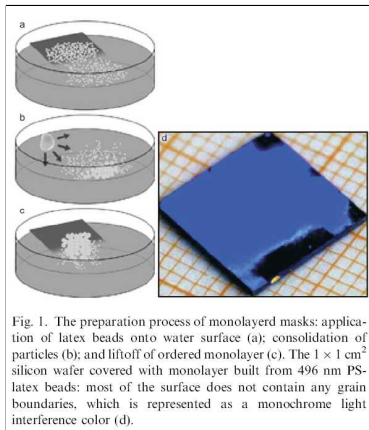 a
b
c
d
Fig. 1. The preparation process of monolayerd masks: applica-
tion of latex beads onto water surface (a); consolidation of
particles (b); and liftoff of ordered monolayer (c). The 1 × 1 cm²
silicon wafer covered with monolayer built from 496 nm PS-
latex beads: most of the surface does not contain any grain
boundaries, which is represented as a monochrome light
interference color (d).